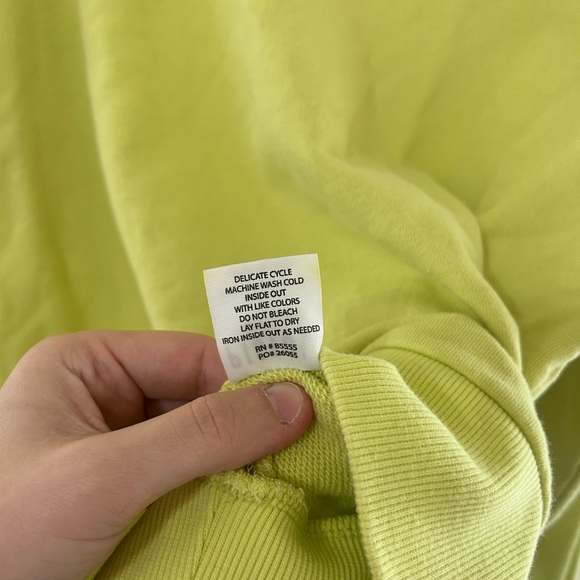 DELICATE CYCLE
MACHINE WASH COLD
INSIDE OUT
WITH LIKE COLORS
DO NOT BLEACH
LAY FLAT TO DRY
IRON INSIDE OUT AS NEEDED
RN # 85555
PO# 26055